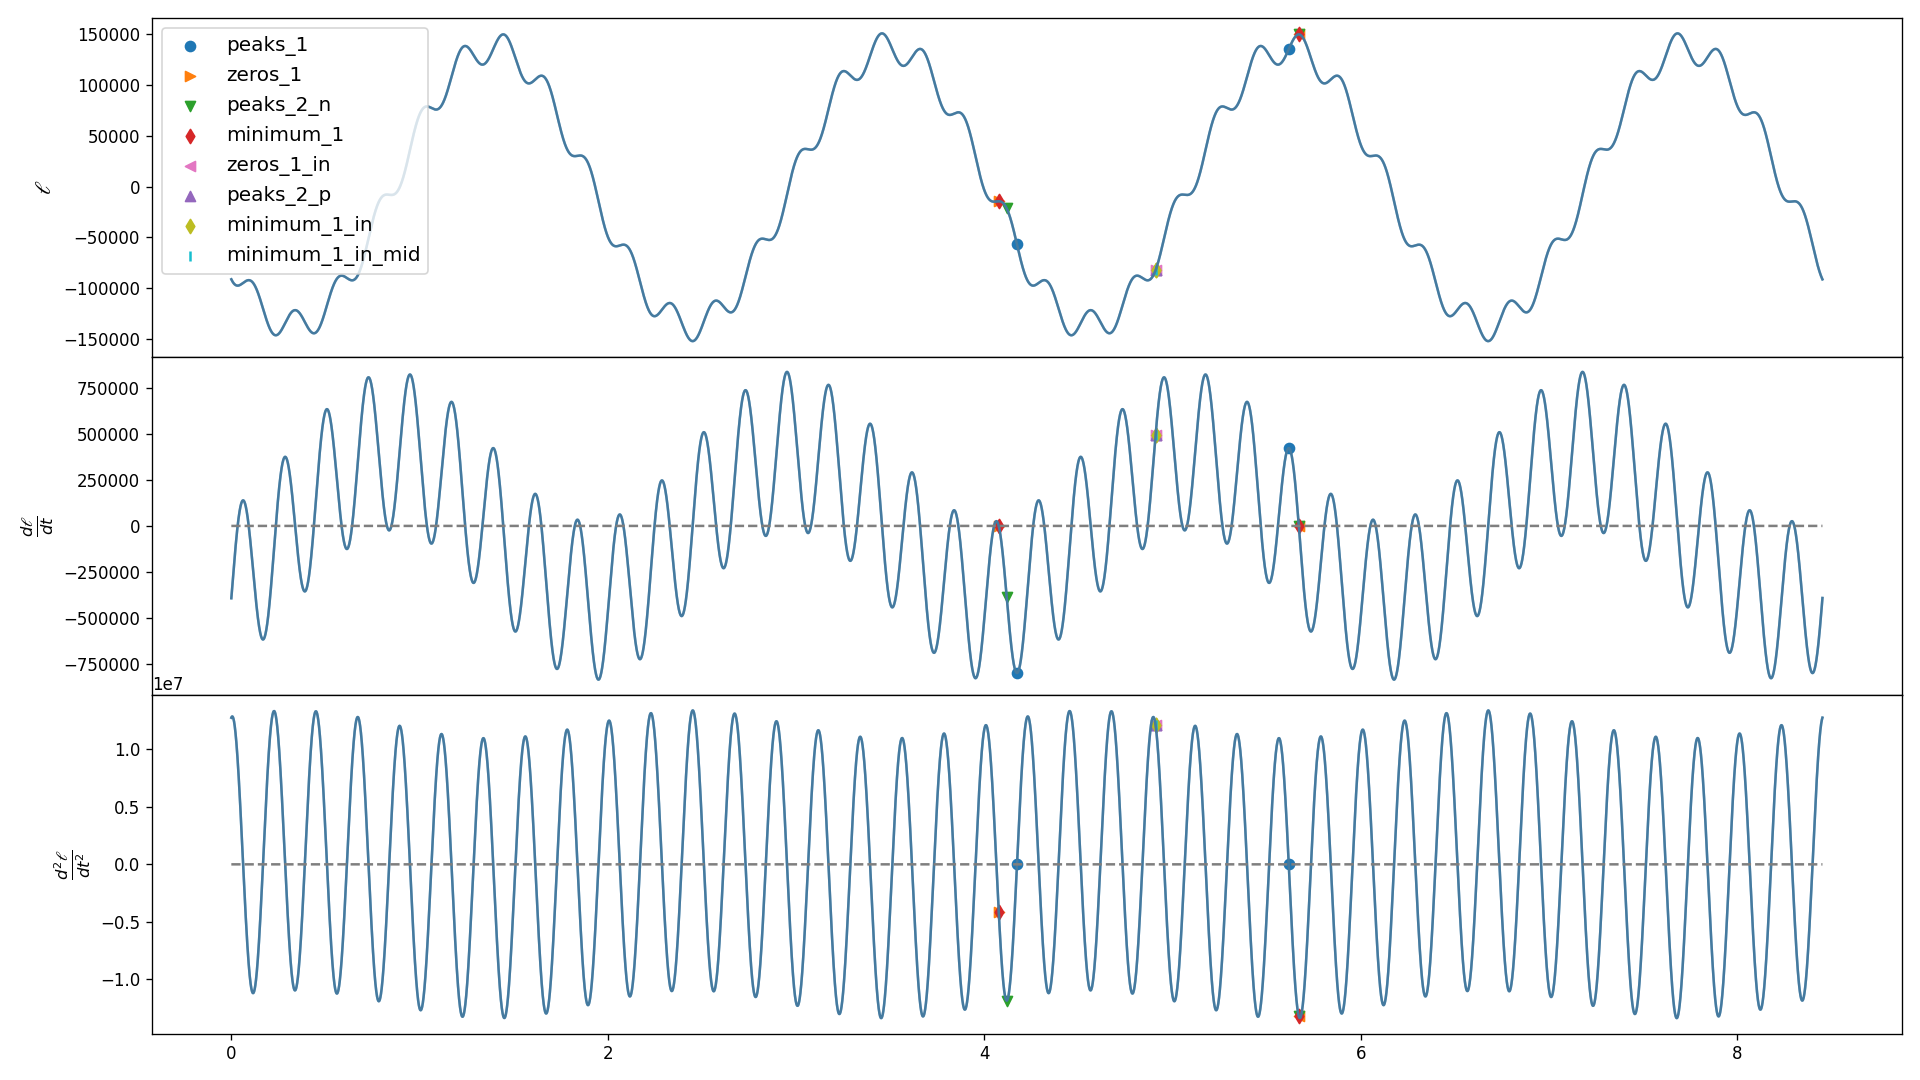 peaks_1
zeros_1
peaks_2_n
minimum_1
zeros_1_in
peaks_2_p
minimum_1_in
minimum_1_in_mid
150000
100000
50000
0
−50000
−100000
−150000
ℓ
750000
500000
250000
0
−250000
−500000
−750000
dℓ
dt
1e7
1.0
0.5
0.0
−0.5
−1.0
d²ℓ
dt²
0 2 4 6 8